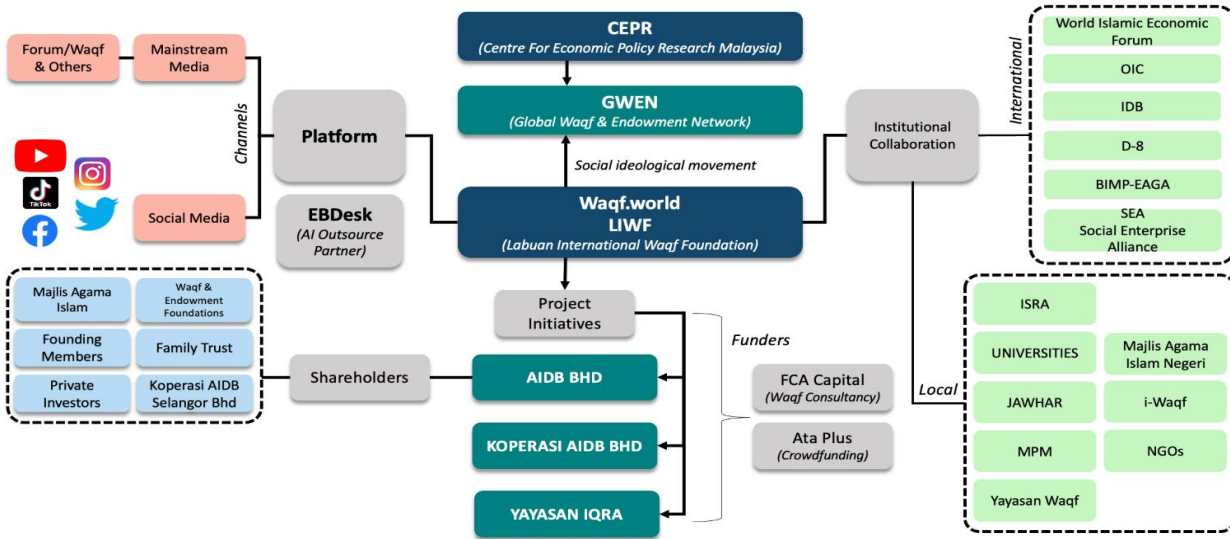 CEPR
(Centre For Economic Policy Research Malaysia)
GWEN
(Global Waqf & Endowment Network)
Social ideological movement
Waqf.world
LIWF
(Labuan International Waqf Foundation)
Forum/Waqf
& Others
Mainstream
Media
Channels
Platform
TikTok
Social Media
EBDesk
(AI Outsource
Partner)
Institutional
Collaboration
International
World Islamic Economic
Forum
OIC
IDB
D-8
BIMP-EAGA
SEA
Social Enterprise
Alliance
Local
ISRA
UNIVERSITIES
JAWHAR
MPM
Yayasan Waqf
Majlis Agama
Islam Negeri
i-Waqf
NGOs
Project
Initiatives
Funders
FCA Capital
(Waqf Consultancy)
Ata Plus
(Crowdfunding)
AIDB BHD
KOPERASI AIDB BHD
YAYASAN IQRA
Shareholders
Majlis Agama
Islam
Waqf &
Endowment
Foundations
Founding
Members
Family Trust
Private
Investors
Koperasi AIDB
Selangor Bhd